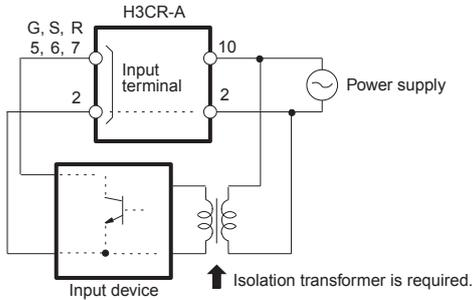 H3CR-A
G, S, R
5, 6, 7
10
Input
terminal
Power supply
2
2
Input device
Isolation transformer is required.